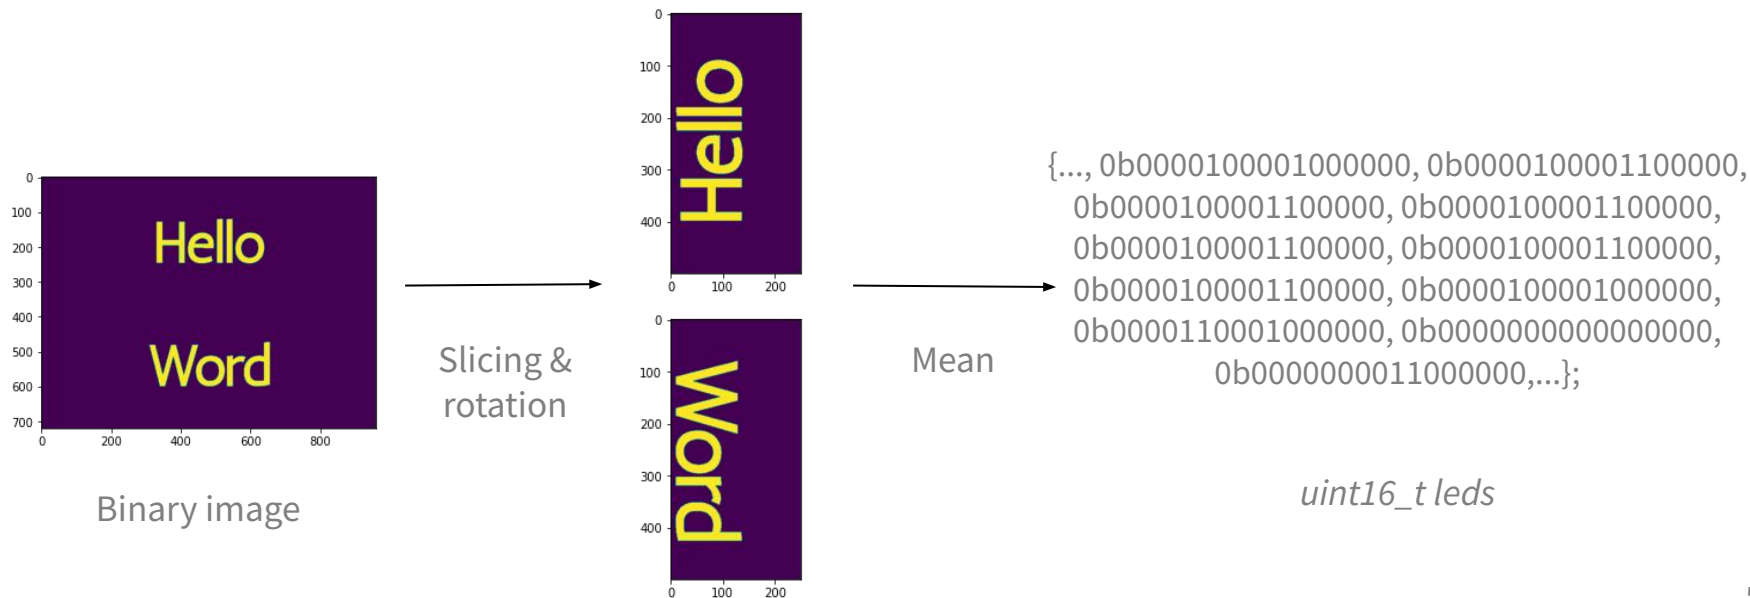 0
100
200
300
400
500
600
700
0
200
400
600
800
Hello
Word
Binary image
Slicing &
rotation
0
100
200
300
400
0
100
200
Hello
0
100
200
300
400
0
100
200
Word
Mean
{..., 0b0000100001000000, 0b0000100001100000,
0b0000100001100000, 0b0000100001100000,
0b0000100001100000, 0b0000100001100000,
0b0000100001100000, 0b0000100001000000,
0b0000110001000000, 0b0000000000000000,
0b0000000011000000,...};
uint16_t leds